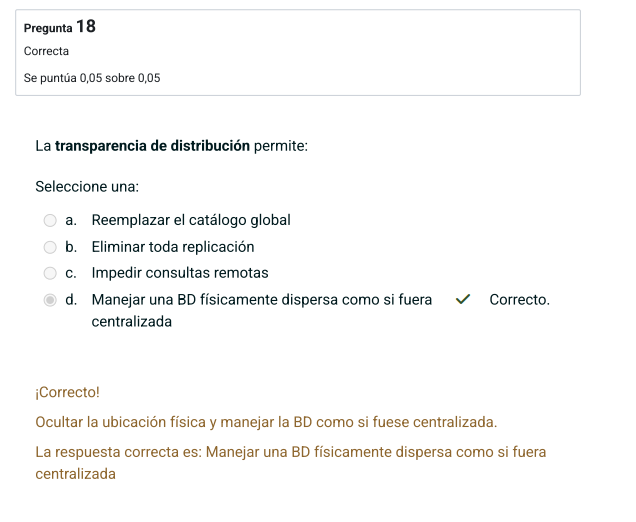 Pregunta 18
Correcta
Se puntúa 0,05 sobre 0,05
La transparencia de distribución permite:
Seleccione una:
a. Reemplazar el catálogo global
b. Eliminar toda replicación
c. Impedir consultas remotas
d. Manejar una BD físicamente dispersa como si fuera Correcto.
centralizada
¡Correcto!
Ocultar la ubicación física y manejar la BD como si fuese centralizada.
La respuesta correcta es: Manejar una BD físicamente dispersa como si fuera
centralizada